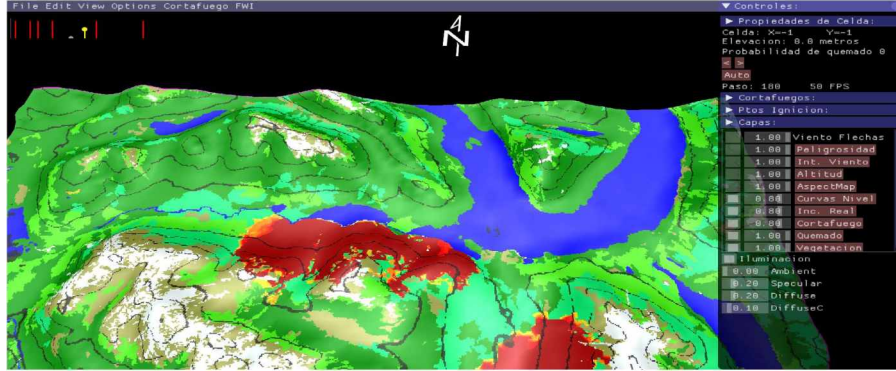 File Edit View Options Cortafuego FWI
N
Controles:
Propiedades de Celda:
Celda: X=-1 Y=-1
Elevacion: 0.0 metros
Probabilidad de quemado 0
< >
Auto
Paso: 180 50 FPS
Cortafuegos:
Ptos Ignicion:
Capas:
1.00 Viento Flechas
1.00 Peligrosidad
1.00 Int. Viento
1.00 Altitud
1.00 AspectMap
0.80 Curvas Nivel
0.80 Inc. Real
0.80 Cortafuego
1.00 Quemado
1.00 Vegetacion
Iluminacion
0.00 Ambient
0.20 Specular
0.20 Diffuse
0.10 DiffuseC